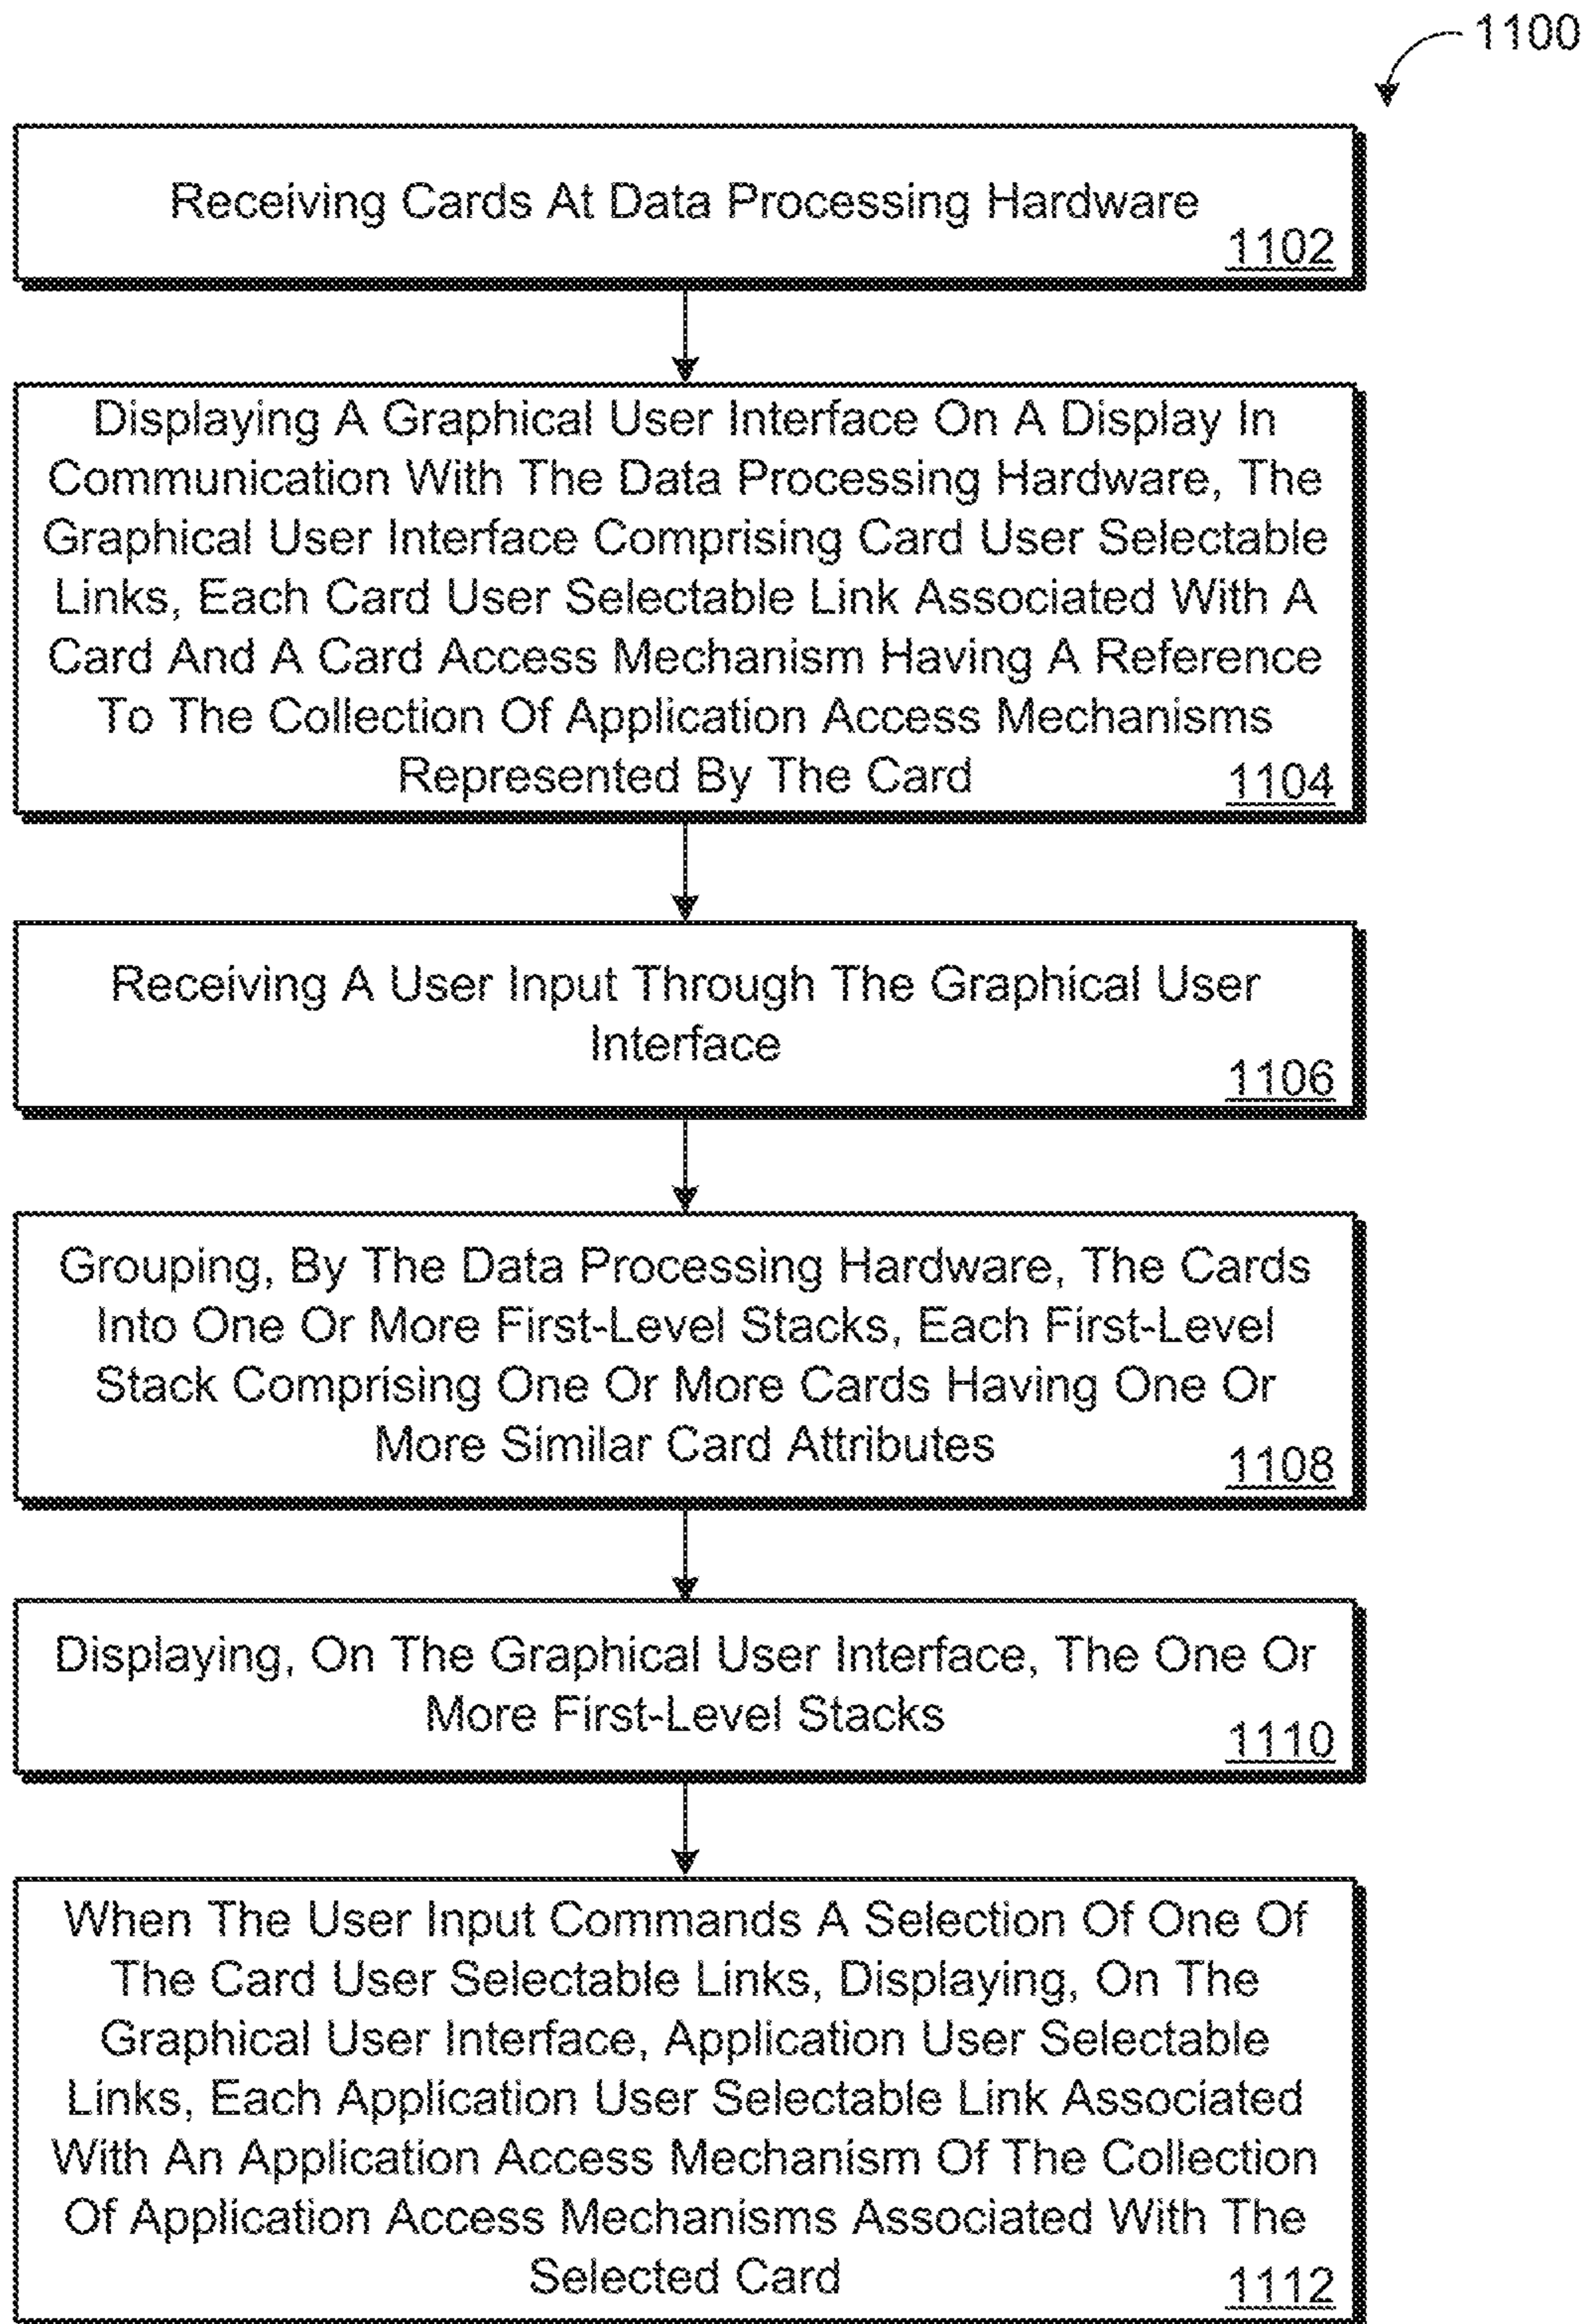 1100
Receiving Cards At Data Processing Hardware
1102
Displaying A Graphical User Interface On A Display In
Communication With The Data Processing Hardware, The
Graphical User Interface Comprising Card User Selectable
Links, Each Card User Selectable Link Associated With A
Card And A Card Access Mechanism Having A Reference
To The Collection Of Application Access Mechanisms
Represented By The Card
1104
Receiving A User Input Through The Graphical User
Interface
1106
Grouping, By The Data Processing Hardware, The Cards
Into One Or More First-Level Stacks, Each First-Level
Stack Comprising One Or More Cards Having One Or
More Similar Card Attributes
1108
Displaying, On The Graphical User Interface, The One Or
More First-Level Stacks
1110
When The User Input Commands A Selection Of One Of
The Card User Selectable Links, Displaying, On The
Graphical User Interface, Application User Selectable
Links, Each Application User Selectable Link Associated
With An Application Access Mechanism Of The Collection
Of Application Access Mechanisms Associated With The
Selected Card
1112